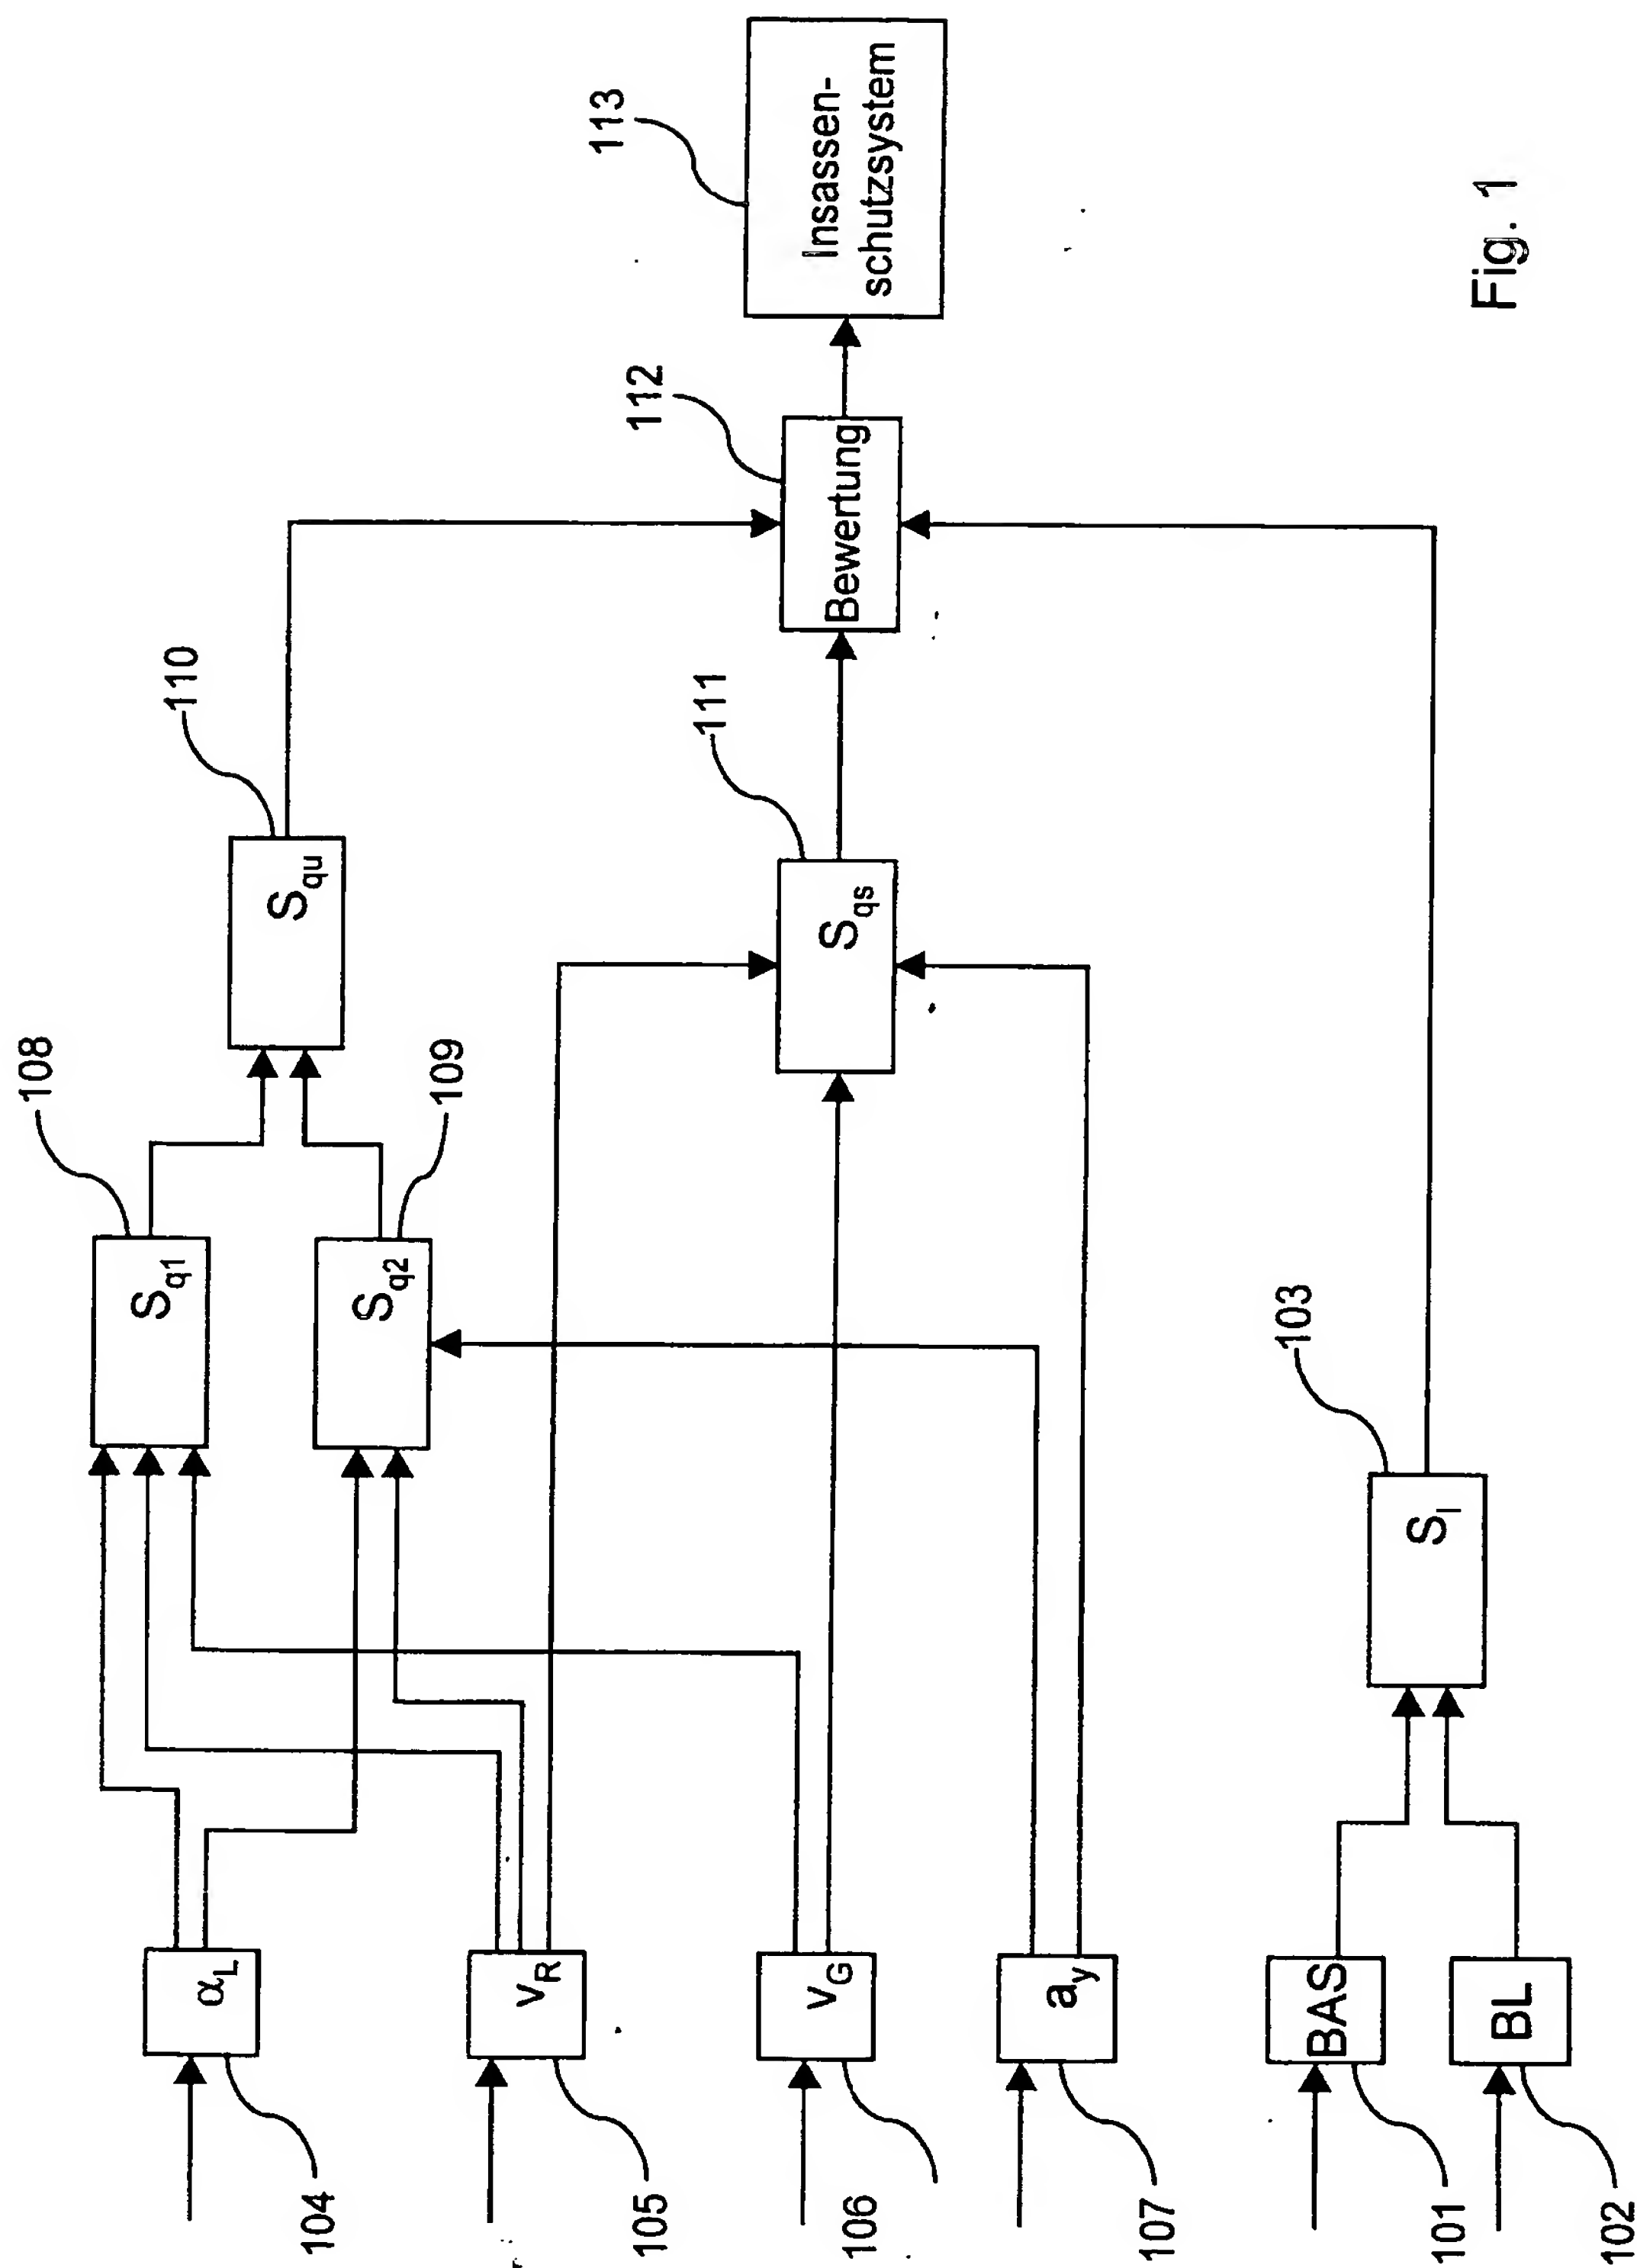 104
α_L
105
v_R
106
v_G
107
a_y
101
BAS
102
BL
108
S_q1
109
S_q2
103
S_l
110
S_qu
111
S_qs
112
Bewertung
113
Insassen-
schutzsystem
Fig. 1